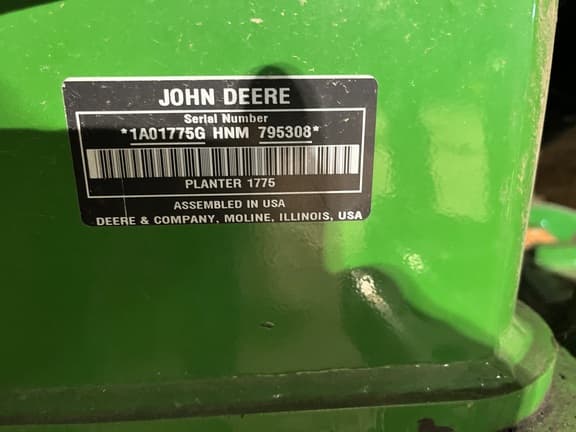 JOHN DEERE
Serial Number
*1A01775G HNM 795308*
PLANTER 1775
ASSEMBLED IN USA
DEERE & COMPANY, MOLINE, ILLINOIS, USA